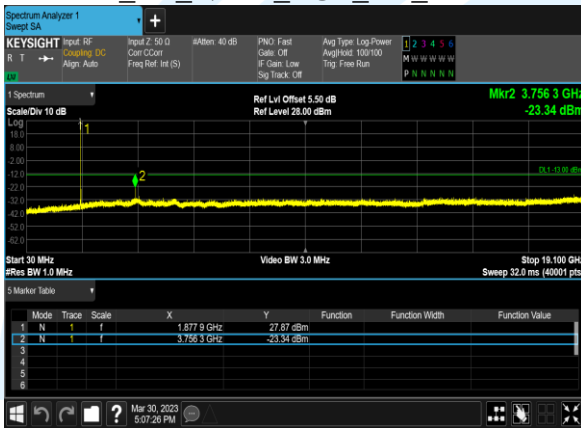 Spectrum Analyzer 1
Swept SA
KEYSIGHT
R T
LV
Input: RF
Coupling: DC
Align: Auto
Input Z: 50 Ω
Corr CCorr
Freq Ref: Int (S)
#Atten: 40 dB
PNO: Fast
Gate: Off
IF Gain: Low
Sig Track: Off
Avg Type: Log-Power
Avg|Hold: 100/100
Trig: Free Run
1 2 3 4 5 6
M W W W W W
P N N N N N
1 Spectrum
Scale/Div 10 dB
Ref Lvl Offset 5.50 dB
Ref Level 28.00 dBm
Mkr2 3.756 3 GHz
-23.34 dBm
Log
18.0
8.00
-2.00
-12.0
-22.0
-32.0
-42.0
-52.0
-62.0
1
2
DL1 -13.00 dBm
Start 30 MHz
#Res BW 1.0 MHz
Video BW 3.0 MHz
Stop 19.100 GHz
Sweep 32.0 ms (40001 pts)
5 Marker Table
Mode Trace Scale X Y Function Function Width Function Value
1 N 1 f 1.877 9 GHz 27.87 dBm
2 N 1 f 3.756 3 GHz -23.34 dBm
3
4
5
6
?
Mar 30, 2023
5:07:26 PM